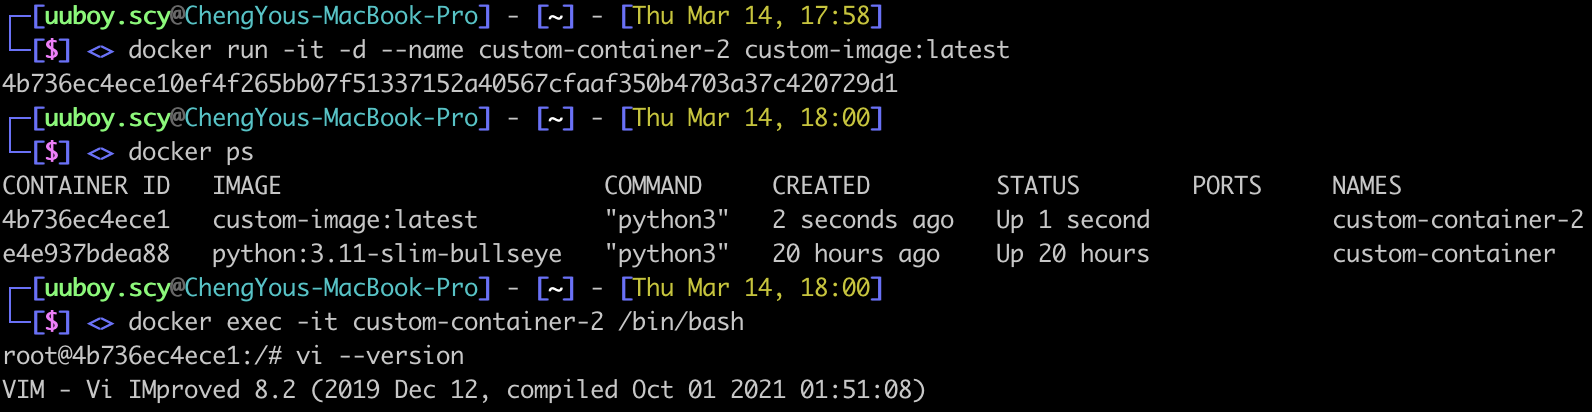 [uuboy.scy@ChengYous-MacBook-Pro] - [~] - [Thu Mar 14, 17:58]
[$] <> docker run -it -d --name custom-container-2 custom-image:latest
4b736ec4ece10ef4f265bb07f51337152a40567cfaaf350b4703a37c420729d1
[uuboy.scy@ChengYous-MacBook-Pro] - [~] - [Thu Mar 14, 18:00]
[$] <> docker ps
CONTAINER ID   IMAGE                       COMMAND     CREATED         STATUS        PORTS     NAMES
4b736ec4ece1   custom-image:latest         "python3"   2 seconds ago   Up 1 second             custom-container-2
e4e937bdea88   python:3.11-slim-bullseye   "python3"   20 hours ago    Up 20 hours             custom-container
[uuboy.scy@ChengYous-MacBook-Pro] - [~] - [Thu Mar 14, 18:00]
[$] <> docker exec -it custom-container-2 /bin/bash
root@4b736ec4ece1:/# vi --version
VIM - Vi IMproved 8.2 (2019 Dec 12, compiled Oct 01 2021 01:51:08)